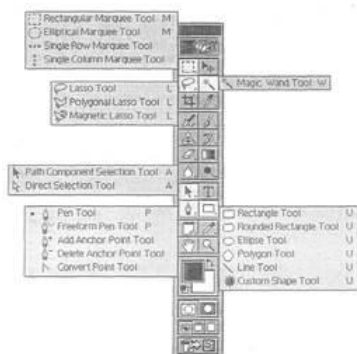 Rectangular Marquee Tool M
Elliptical Marquee Tool M
Single Row Marquee Tool
Single Column Marquee Tool
Lasso Tool L
Polygonal Lasso Tool L
Magnetic Lasso Tool L
Magic Wand Tool W
Path Component Selection Tool A
Direct Selection Tool A
Pen Tool P
Freeform Pen Tool P
Add Anchor Point Tool
Delete Anchor Point Tool
Convert Point Tool
Rectangle Tool U
Rounded Rectangle Tool U
Ellipse Tool U
Polygon Tool U
Line Tool U
Custom Shape Tool U